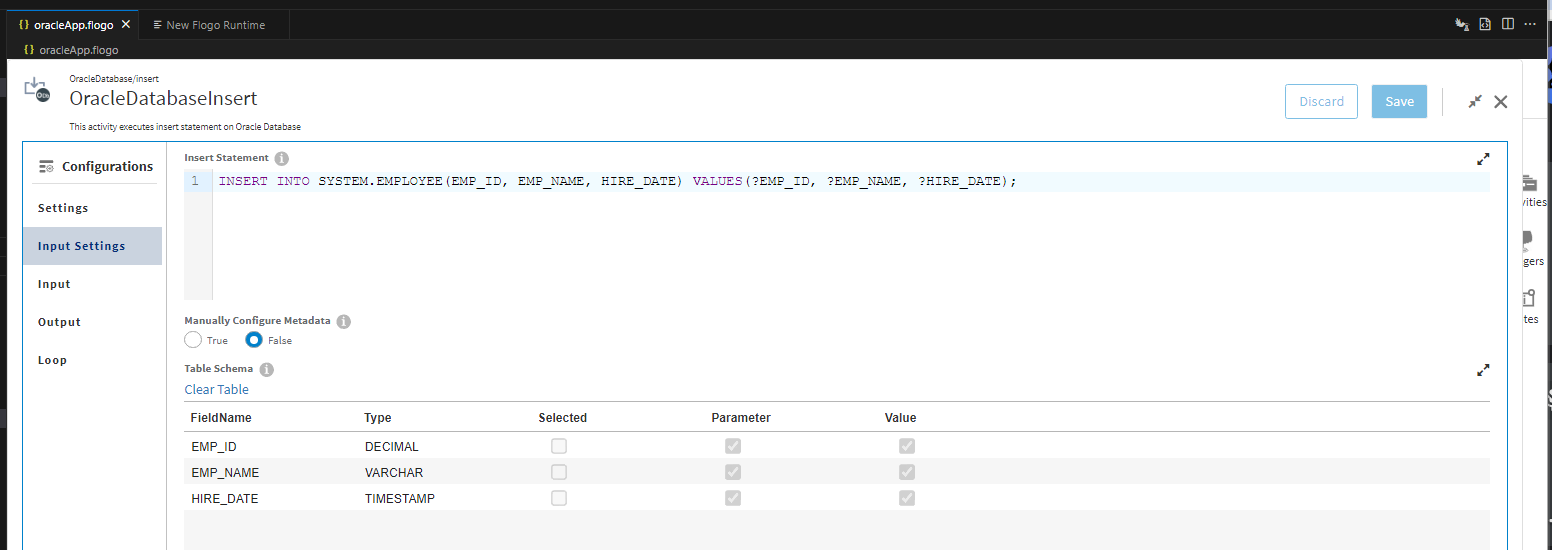 {} oracleApp.flogo × New Flogo Runtime
{} oracleApp.flogo
OracleDatabase/insert
OracleDatabaseInsert
This activity executes insert statement on Oracle Database
Discard Save
Configurations
Settings
Input Settings
Input
Output
Loop
Insert Statement
1 INSERT INTO SYSTEM.EMPLOYEE(EMP_ID, EMP_NAME, HIRE_DATE) VALUES(?EMP_ID, ?EMP_NAME, ?HIRE_DATE);
Manually Configure Metadata
True False
Table Schema
Clear Table
FieldName Type Selected Parameter Value
EMP_ID DECIMAL
EMP_NAME VARCHAR
HIRE_DATE TIMESTAMP